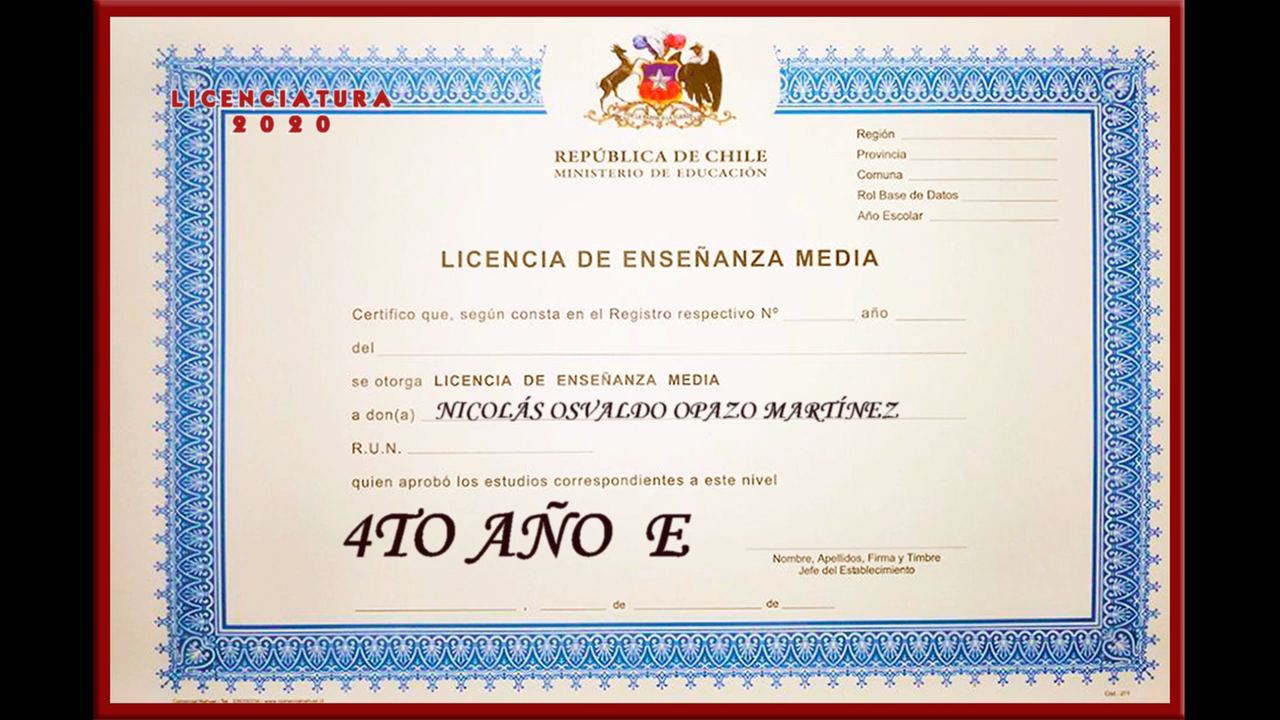 LICENCIATURA
2020
REPÚBLICA DE CHILE
MINISTERIO DE EDUCACIÓN
Región
Provincia
Comuna
Rol Base de Datos
Año Escolar
LICENCIA DE ENSEÑANZA MEDIA
Certifico que, según consta en el Registro respectivo Nº año
del
se otorga LICENCIA DE ENSEÑANZA MEDIA
a don(a) NICOLÁS OSVALDO OPAZO MARTÍNEZ
R.U.N.
quien aprobó los estudios correspondientes a este nivel
4TO AÑO E
Nombre, Apellidos, Firma y Timbre
Jefe del Establecimiento
, de de